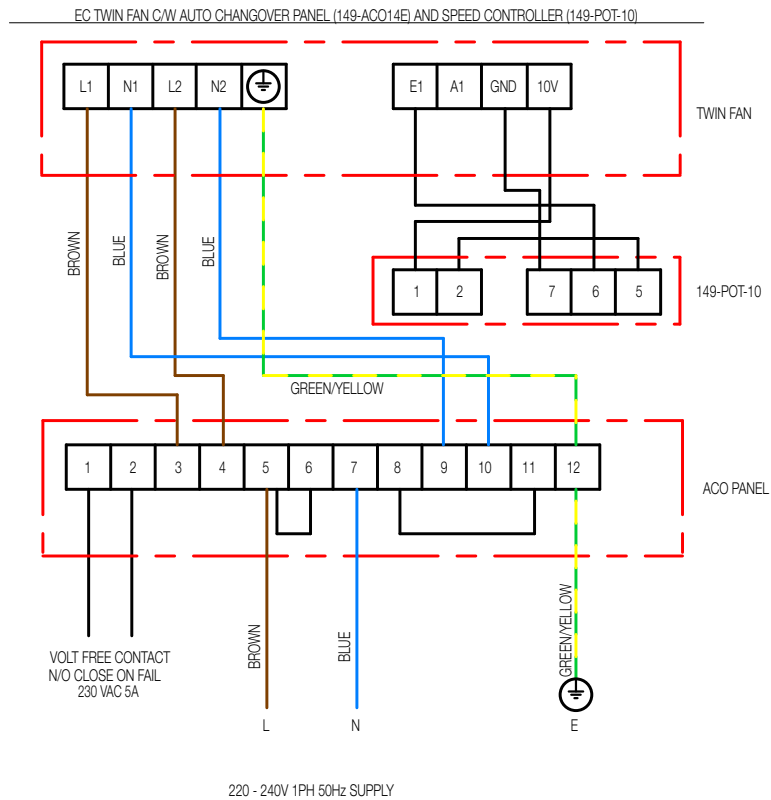 EC TWIN FAN C/W AUTO CHANGOVER PANEL (149-ACO14E) AND SPEED CONTROLLER (149-POT-10)
L1 N1 L2 N2 E1 A1 GND 10V
TWIN FAN
BROWN BLUE BROWN BLUE
1 2 7 6 5
149-POT-10
GREEN/YELLOW
1 2 3 4 5 6 7 8 9 10 11 12
ACO PANEL
BROWN BLUE GREEN/YELLOW
VOLT FREE CONTACT
N/O CLOSE ON FAIL
230 VAC 5A
L N E
220 - 240V 1PH 50Hz SUPPLY